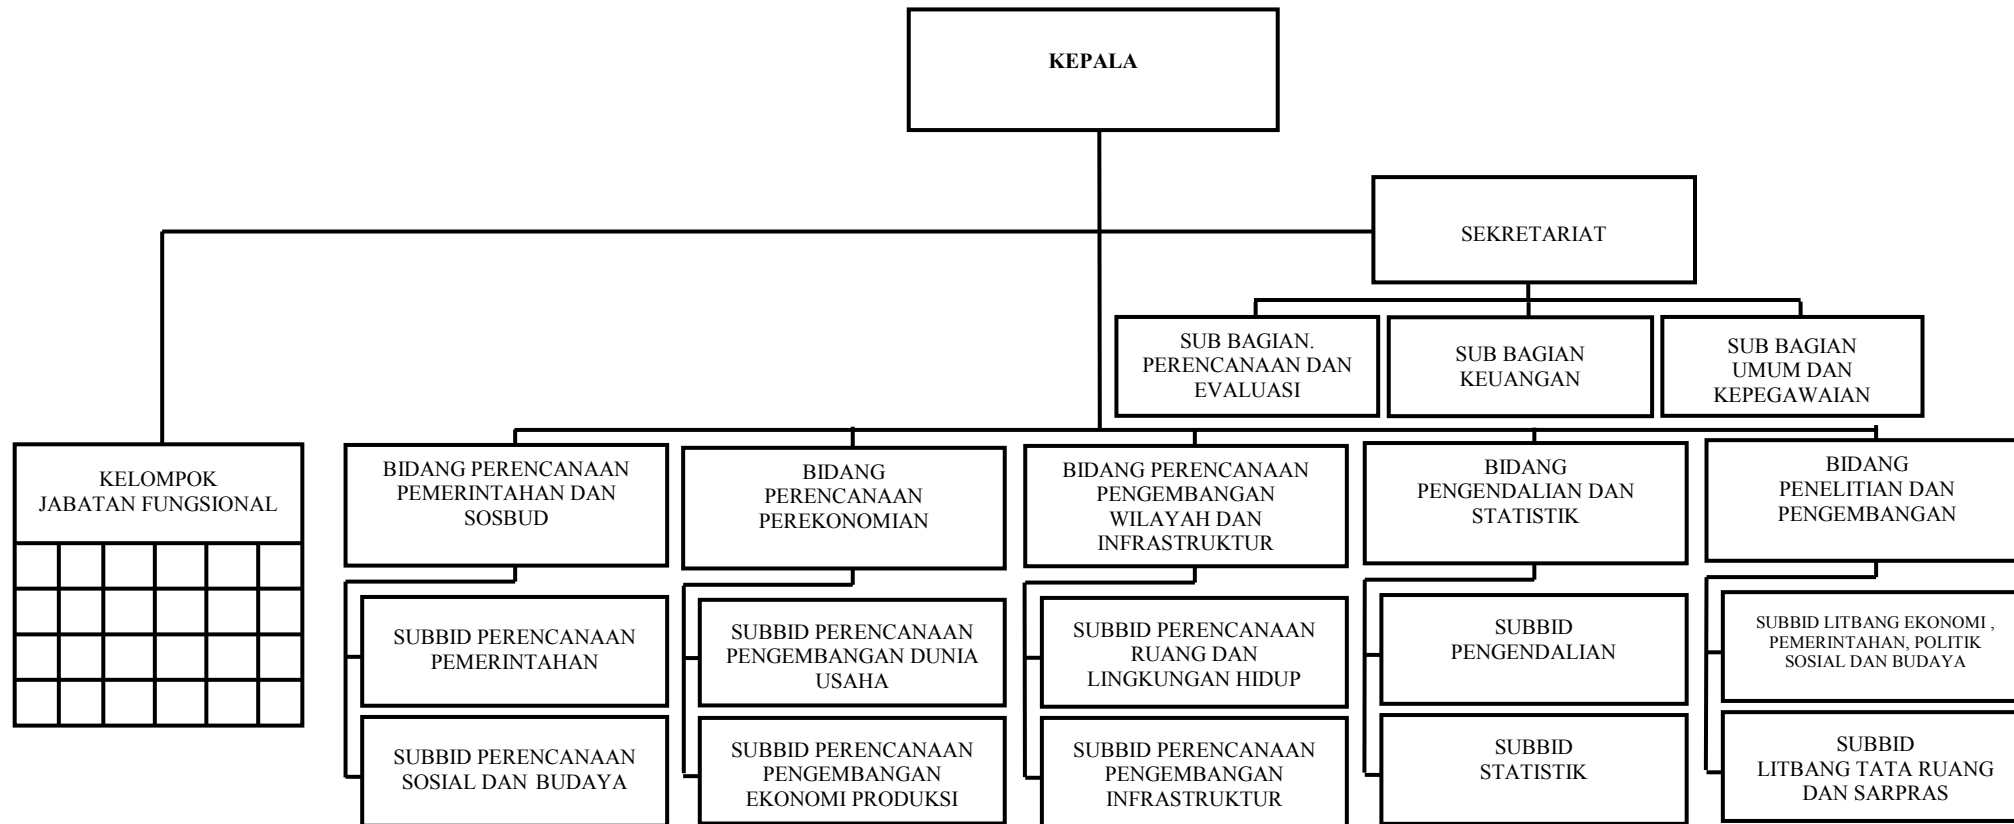 KEPALA
SEKRETARIAT
SUB BAGIAN.
PERENCANAAN DAN
EVALUASI
SUB BAGIAN
KEUANGAN
SUB BAGIAN
UMUM DAN
KEPEGAWAIAN
KELOMPOK
JABATAN FUNGSIONAL
BIDANG PERENCANAAN
PEMERINTAHAN DAN
SOSBUD
BIDANG
PERENCANAAN
PEREKONOMIAN
BIDANG PERENCANAAN
PENGEMBANGAN
WILAYAH DAN
INFRASTRUKTUR
BIDANG
PENGENDALIAN DAN
STATISTIK
BIDANG
PENELITIAN DAN
PENGEMBANGAN
SUBBID PERENCANAAN
PEMERINTAHAN
SUBBID PERENCANAAN
PENGEMBANGAN DUNIA
USAHA
SUBBID PERENCANAAN
RUANG DAN
LINGKUNGAN HIDUP
SUBBID
PENGENDALIAN
SUBBID LITBANG EKONOMI ,
PEMERINTAHAN, POLITIK
SOSIAL DAN BUDAYA
SUBBID PERENCANAAN
SOSIAL DAN BUDAYA
SUBBID PERENCANAAN
PENGEMBANGAN
EKONOMI PRODUKSI
SUBBID PERENCANAAN
PENGEMBANGAN
INFRASTRUKTUR
SUBBID
STATISTIK
SUBBID
LITBANG TATA RUANG
DAN SARPRAS